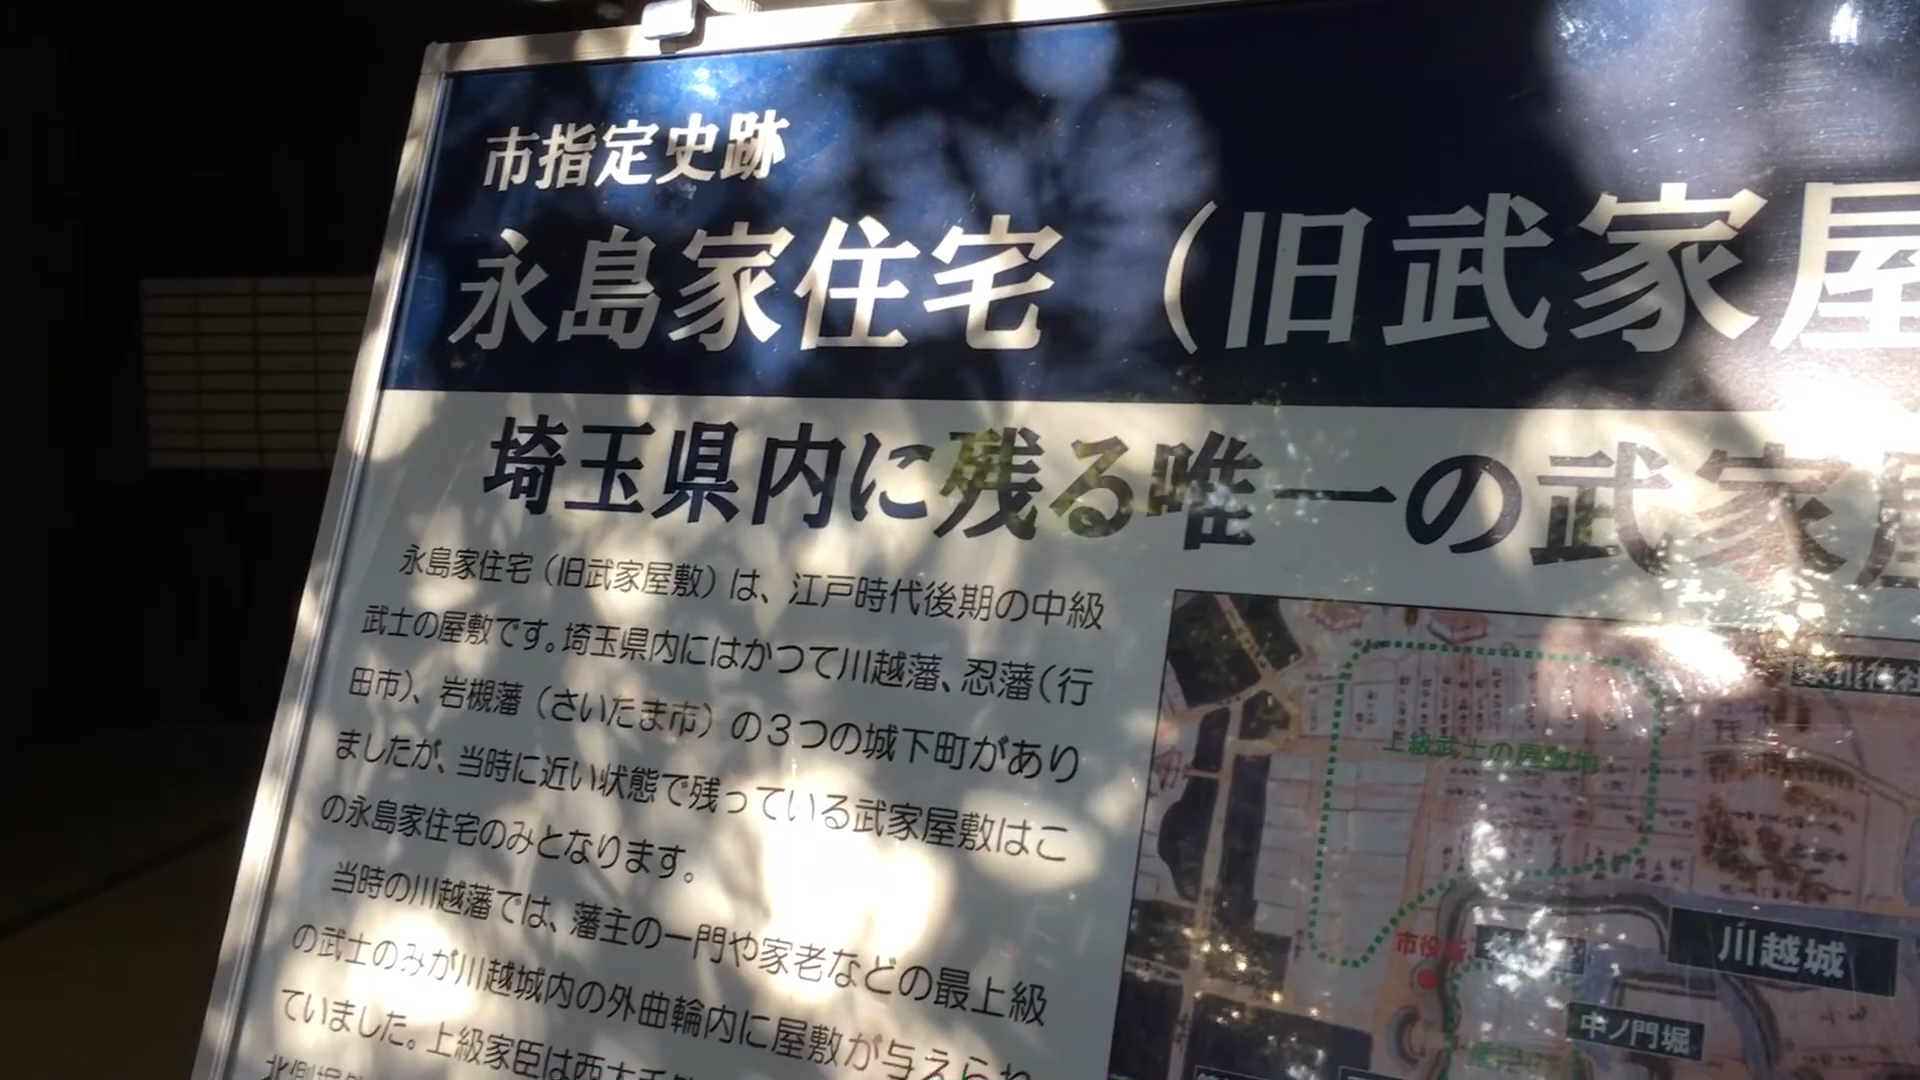 市指定史跡
永島家住宅（旧武家屋
埼玉県内に残る唯一の武家屋
永島家住宅（旧武家屋敷）は、江戸時代後期の中級
武士の屋敷です。埼玉県内にはかつて川越藩、忍藩（行
田市）、岩槻藩（さいたま市）の３つの城下町があり
ましたが、当時に近い状態で残っている武家屋敷はこ
の永島家住宅のみとなります。
当時の川越藩では、藩主の一門や家老などの最上級
の武士のみが川越城内の外曲輪内に屋敷が与えられ
ていました。上級家臣は西大手
上級武士の屋敷地
市役所
川越城
中ノ門堀